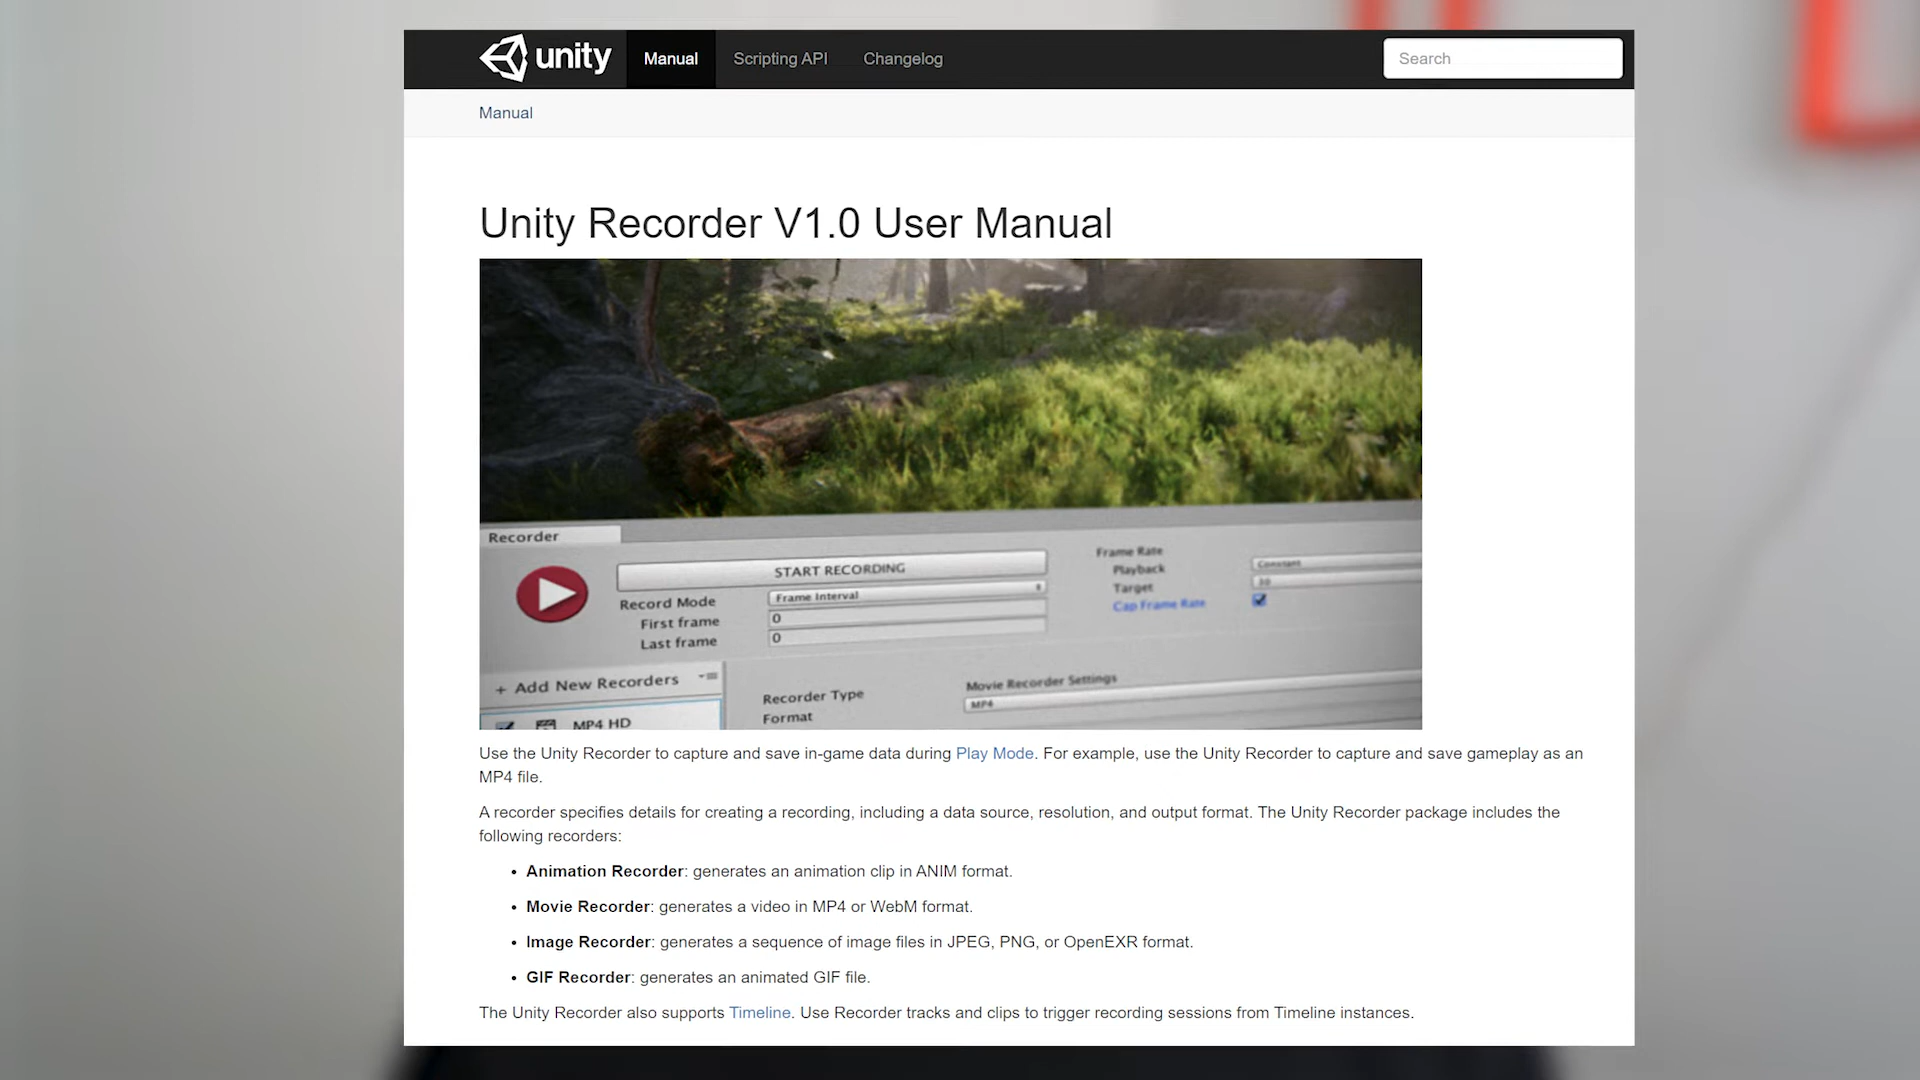 unity Manual Scripting API Changelog Search
Manual
Unity Recorder V1.0 User Manual
Recorder
START RECORDING
Record Mode Frame Interval
First frame 0
Last frame 0
Frame Rate
Playback Constant
Target 30
Cap Frame Rate
+ Add New Recorders
MP4 HD
Recorder Type Movie Recorder Settings
Format MP4
Use the Unity Recorder to capture and save in-game data during Play Mode. For example, use the Unity Recorder to capture and save gameplay as an
MP4 file.
A recorder specifies details for creating a recording, including a data source, resolution, and output format. The Unity Recorder package includes the
following recorders:
• Animation Recorder: generates an animation clip in ANIM format.
• Movie Recorder: generates a video in MP4 or WebM format.
• Image Recorder: generates a sequence of image files in JPEG, PNG, or OpenEXR format.
• GIF Recorder: generates an animated GIF file.
The Unity Recorder also supports Timeline. Use Recorder tracks and clips to trigger recording sessions from Timeline instances.